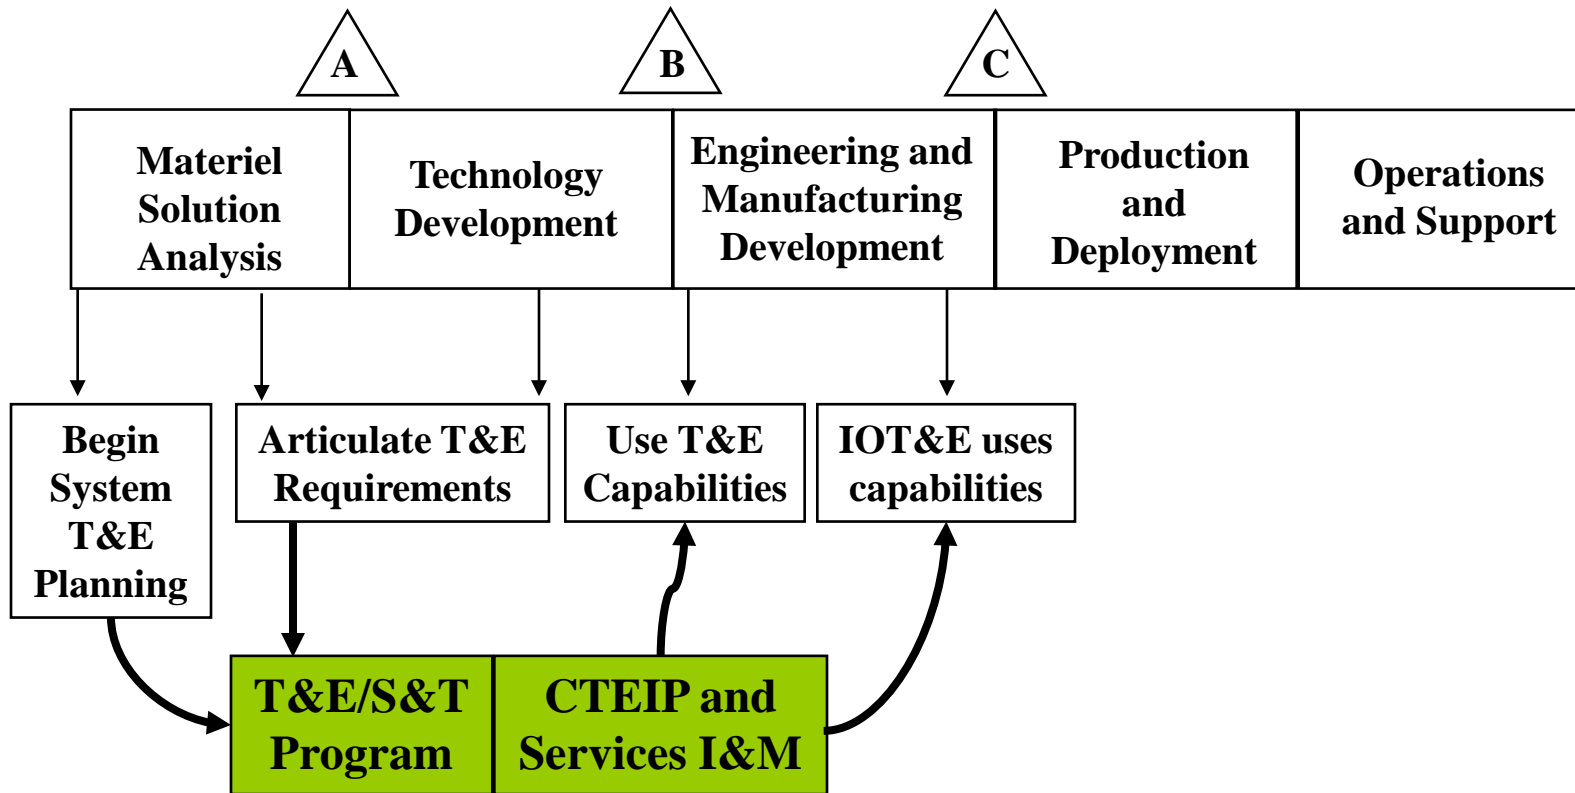 A
B
C
Materiel
Solution
Analysis
Technology
Development
Engineering and
Manufacturing
Development
Production
and
Deployment
Operations
and Support
Begin
System
T&E
Planning
Articulate T&E
Requirements
Use T&E
Capabilities
IOT&E uses
capabilities
T&E/S&T
Program
CTEIP and
Services I&M